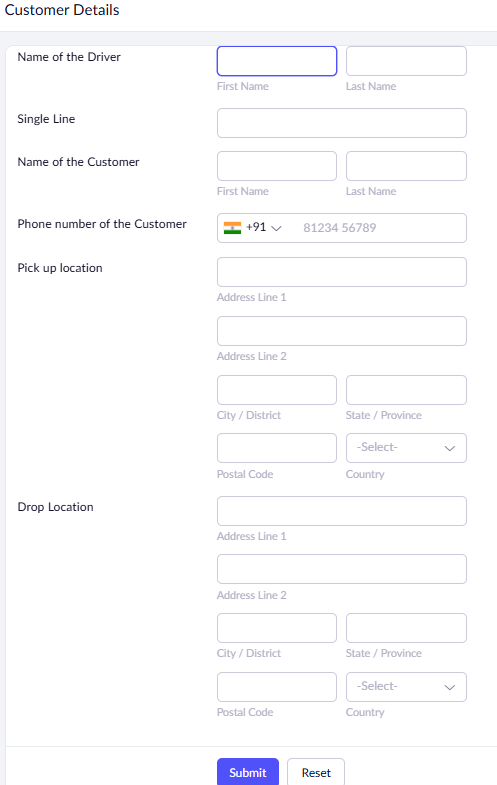 Customer Details
Name of the Driver
First Name Last Name
Single Line
Name of the Customer
First Name Last Name
Phone number of the Customer +91 81234 56789
Pick up location
Address Line 1
Address Line 2
City / District State / Province
-Select-
Postal Code Country
Drop Location
Address Line 1
Address Line 2
City / District State / Province
-Select-
Postal Code Country
Submit Reset